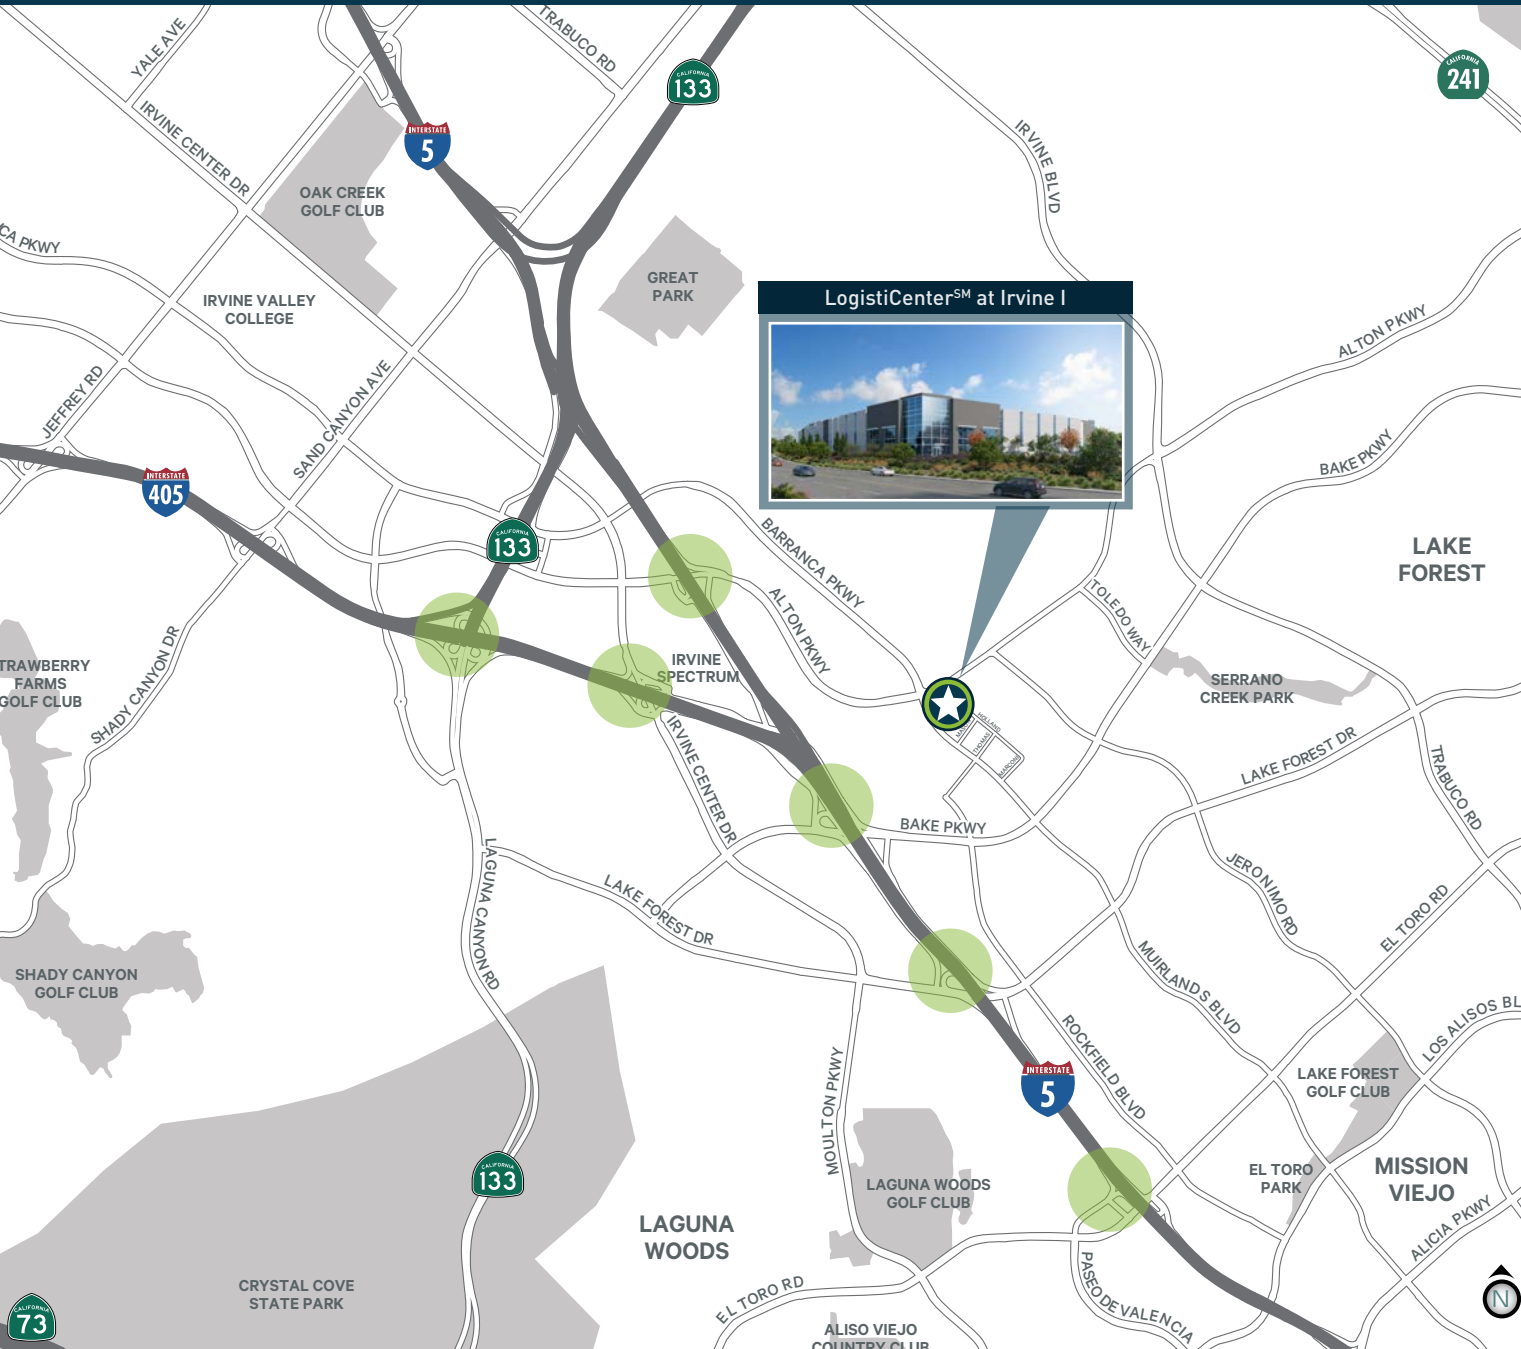 YALE AVE
TRABUCO RD
CALIFORNIA
133
CALIFORNIA
241
IRVINE CENTER DR
INTERSTATE
5
IRVINE BLVD
OAK CREEK
GOLF CLUB
CA PKWY
GREAT
PARK
LogistiCenter℠ at Irvine I
IRVINE VALLEY
COLLEGE
ALTON PKWY
JEFFREY RD
SAND CANYON AVE
BAKE PKWY
INTERSTATE
405
CALIFORNIA
133
BARRANCA PKWY
LAKE
FOREST
ALTON PKWY
TOLEDO WAY
SHADY CANYON DR
TRAWBERRY
FARMS
GOLF CLUB
IRVINE
SPECTRUM
SERRANO
CREEK PARK
HOLLAND
THOMAS
MARCONI
IRVINE CENTER DR
LAKE FOREST DR
TRABUCO RD
BAKE PKWY
LAGUNA CANYON RD
LAKE FOREST DR
JERONIMO RD
EL TORO RD
SHADY CANYON
GOLF CLUB
MUIRLANDS BLVD
LOS ALISOS BL
ROCKFIELD BLVD
MOULTON PKWY
INTERSTATE
5
LAKE FOREST
GOLF CLUB
CALIFORNIA
133
LAGUNA WOODS
GOLF CLUB
EL TORO
PARK
MISSION
VIEJO
LAGUNA
WOODS
ALICIA PKWY
CRYSTAL COVE
STATE PARK
EL TORO RD
PASEO DE VALENCIA
N
CALIFORNIA
73
ALISO VIEJO
COUNTRY CLUB